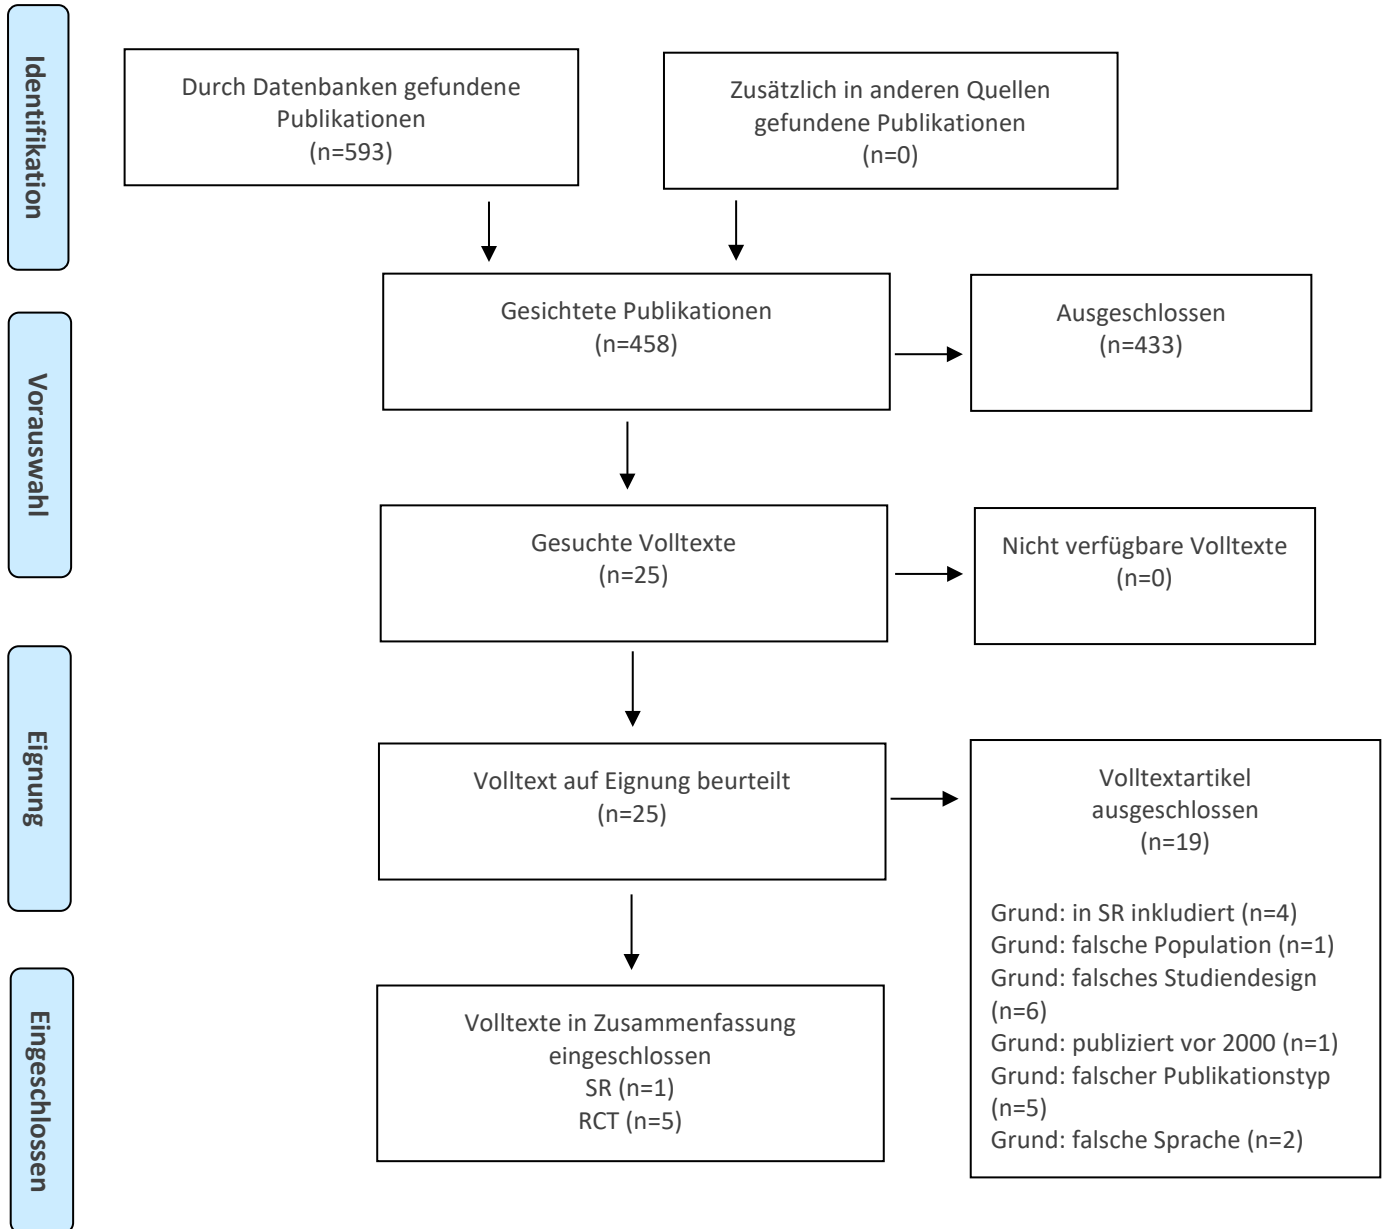 Identifikation
Durch Datenbanken gefundene
Publikationen
(n=593)
Zusätzlich in anderen Quellen
gefundene Publikationen
(n=0)
Vorauswahl
Gesichtete Publikationen
(n=458)
Ausgeschlossen
(n=433)
Gesuchte Volltexte
(n=25)
Nicht verfügbare Volltexte
(n=0)
Eignung
Volltext auf Eignung beurteilt
(n=25)
Volltextartikel
ausgeschlossen
(n=19)
Grund: in SR inkludiert (n=4)
Grund: falsche Population (n=1)
Grund: falsches Studiendesign
(n=6)
Grund: publiziert vor 2000 (n=1)
Grund: falscher Publikationstyp
(n=5)
Grund: falsche Sprache (n=2)
Eingeschlossen
Volltexte in Zusammenfassung
eingeschlossen
SR (n=1)
RCT (n=5)